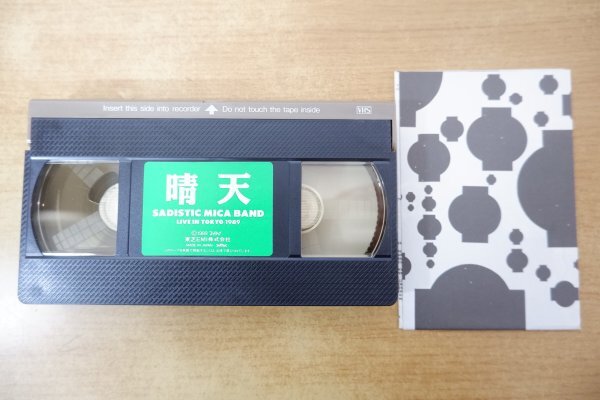 Insert this side into recorder Do not touch the tape inside VHS
晴天
SADISTIC MICA BAND
LIVE IN TOKYO 1989
東芝EMI株式会社